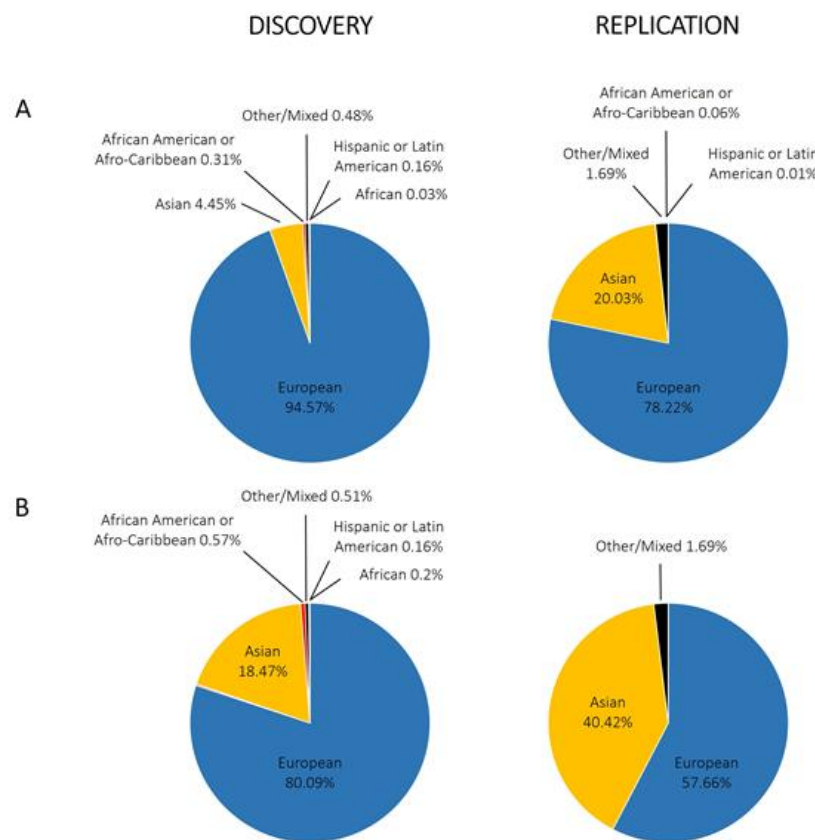 DISCOVERY
REPLICATION
A
Other/Mixed 0.48%
African American or
Afro-Caribbean 0.31%
Hispanic or Latin
American 0.16%
Asian 4.45%
African 0.03%
European
94.57%
African American or
Afro-Caribbean 0.06%
Other/Mixed
1.69%
Hispanic or Latin
American 0.01%
Asian
20.03%
European
78.22%
B
Other/Mixed 0.51%
African American or
Afro-Caribbean 0.57%
Hispanic or Latin
American 0.16%
African 0.2%
Asian
18.47%
European
80.09%
Other/Mixed 1.69%
Asian
40.42%
European
57.66%